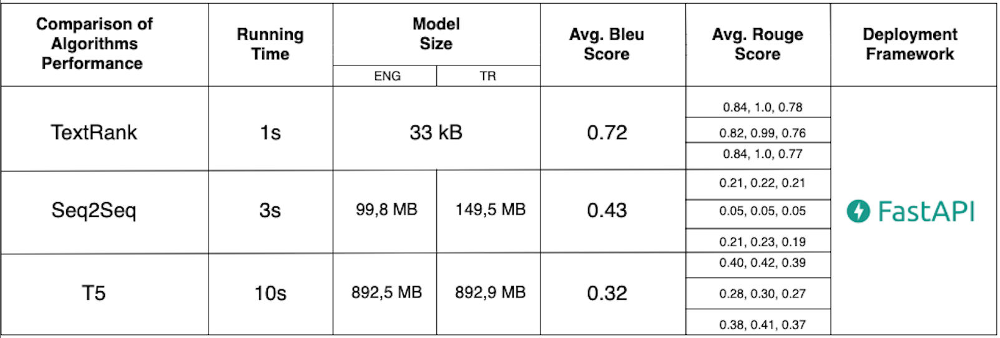 Comparison of
Algorithms
Performance
Running
Time
Model
Size
ENG
TR
Avg. Bleu
Score
Avg. Rouge
Score
Deployment
Framework
TextRank
1s
33 kB
0.72
0.84, 1.0, 0.78
0.82, 0.99, 0.76
0.84, 1.0, 0.77
Seq2Seq
3s
99,8 MB
149,5 MB
0.43
0.21, 0.22, 0.21
0.05, 0.05, 0.05
0.21, 0.23, 0.19
T5
10s
892,5 MB
892,9 MB
0.32
0.40, 0.42, 0.39
0.28, 0.30, 0.27
0.38, 0.41, 0.37
FastAPI